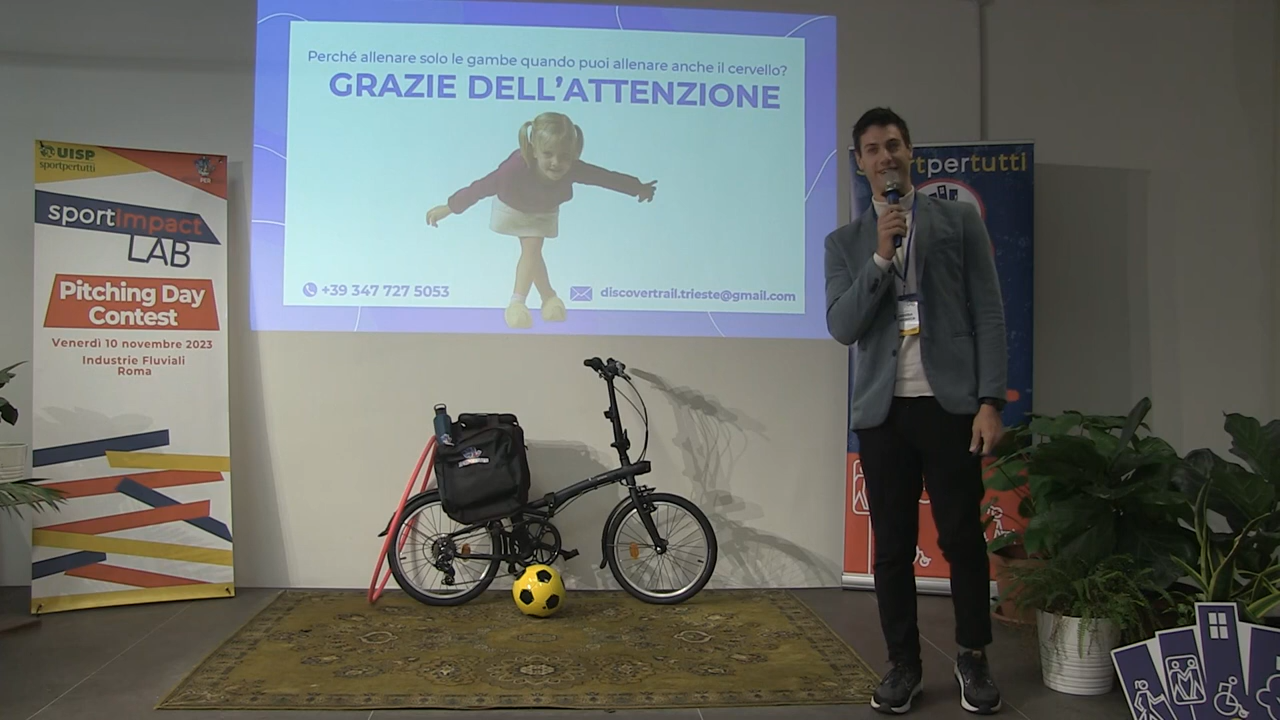 Perché allenare solo le gambe quando puoi allenare anche il cervello?
GRAZIE DELL'ATTENZIONE
+39 347 727 5053
discovertrail.trieste@gmail.com
UISP
sportpertutti
PER
sportimpact
LAB
Pitching Day
Contest
Venerdì 10 novembre 2023
Industrie Fluviali
Roma
sportpertutti